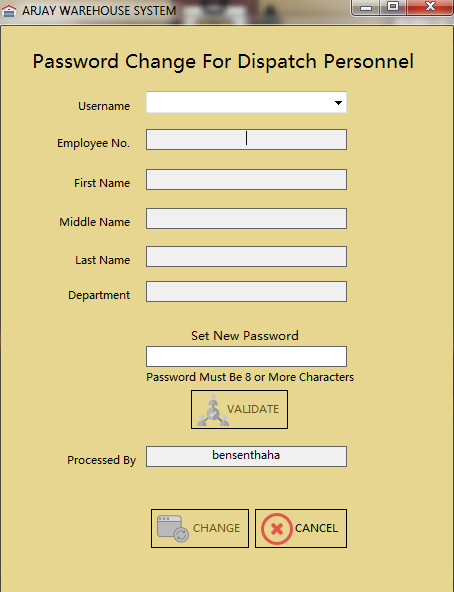 ARJAY WAREHOUSE SYSTEM
Password Change For Dispatch Personnel
Username
Employee No.
First Name
Middle Name
Last Name
Department
Set New Password
Password Must Be 8 or More Characters
VALIDATE
Processed By bensenthaha
CHANGE CANCEL